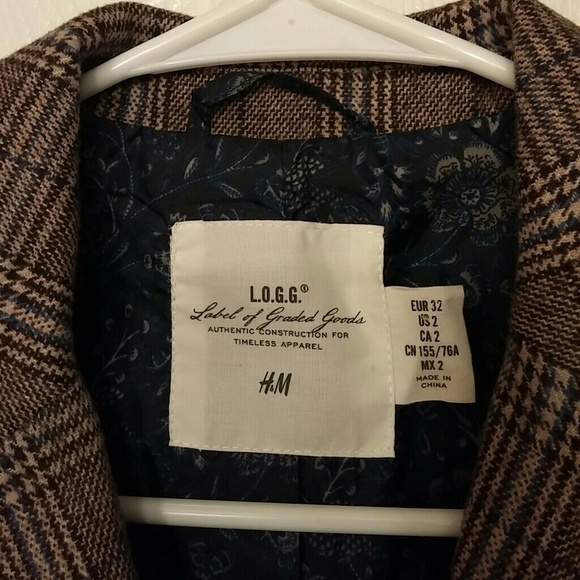 L.O.G.G.®
Label of Graded Goods
AUTHENTIC CONSTRUCTION FOR
TIMELESS APPAREL
H&M
EUR 32
US 2
CA 2
CN 155/76A
MX 2
MADE IN
CHINA